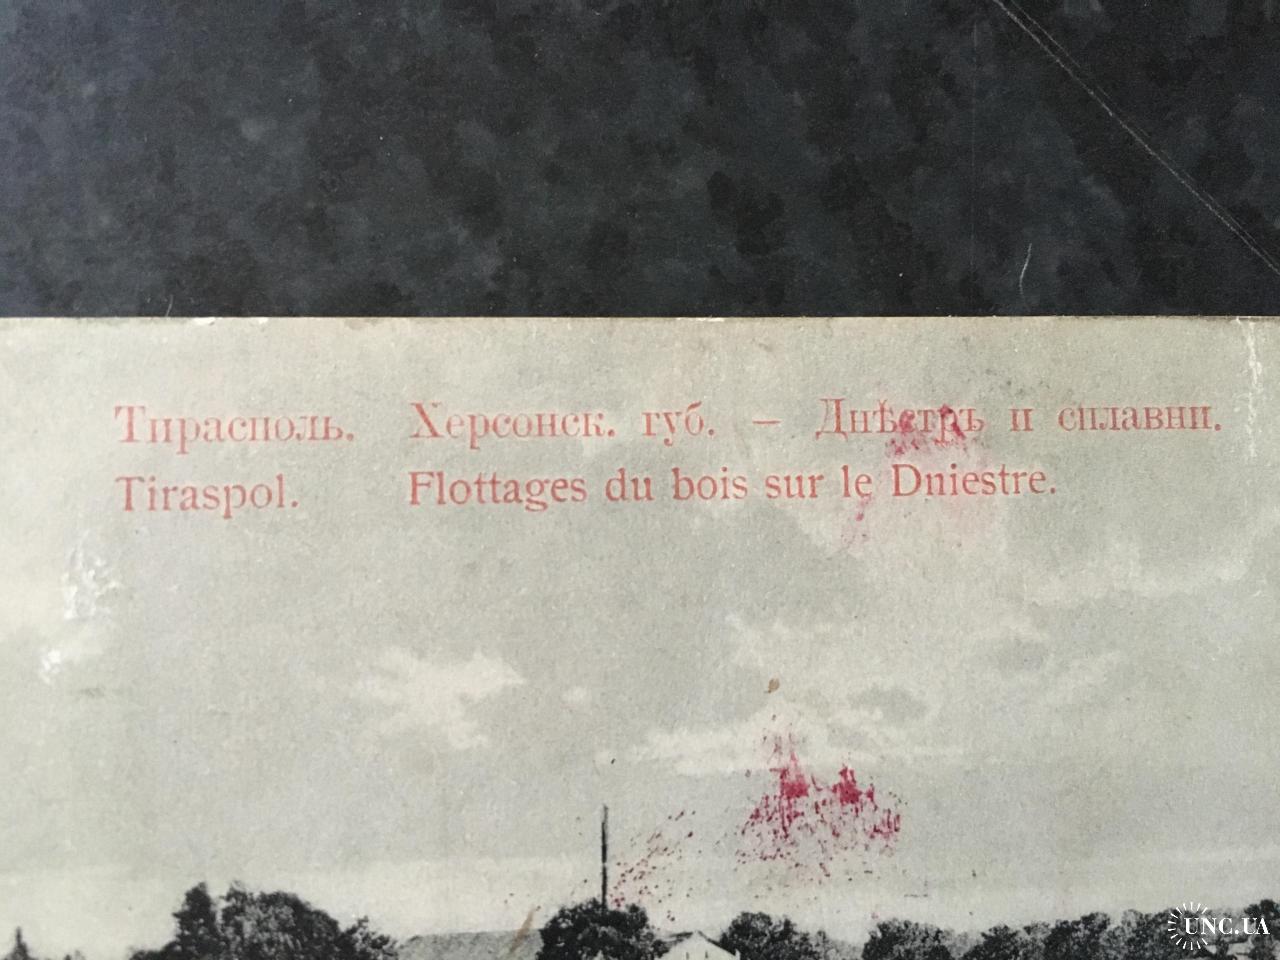 Тирасполь. Херсонск. губ. — Днѣстръ и сплавни.
Tiraspol. Flottages du bois sur le Dniestre.
UNC.UA